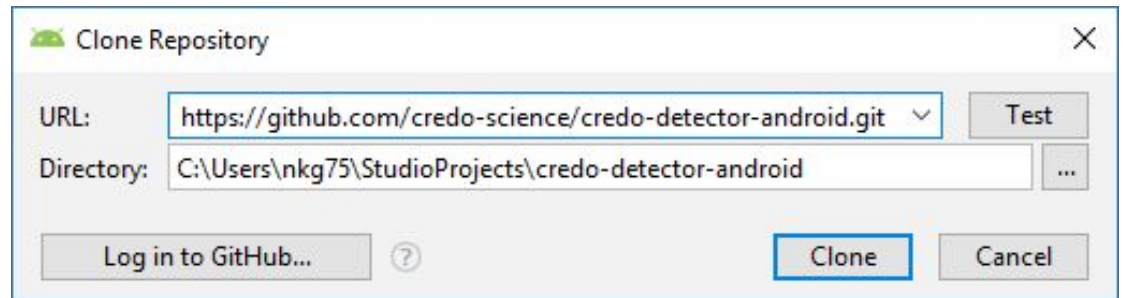 Clone Repository
URL: https://github.com/credo-science/credo-detector-android.git Test
Directory: C:\Users\nkg75\StudioProjects\credo-detector-android ...
Log in to GitHub... ? Clone Cancel